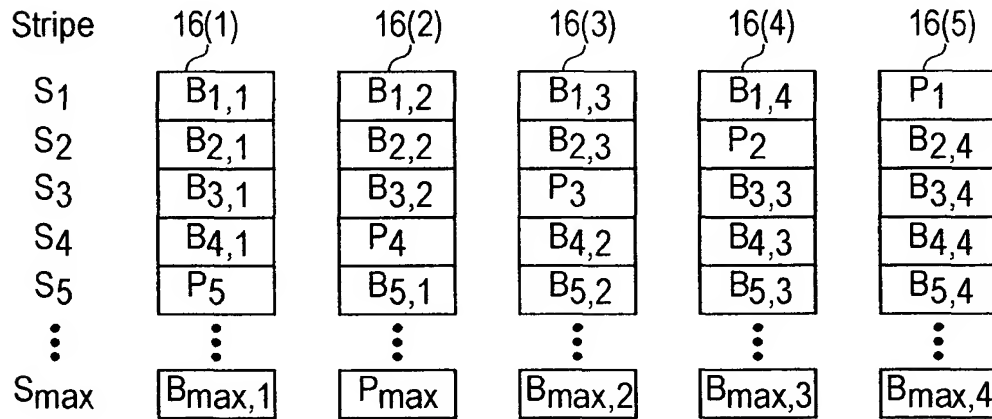 Stripe 16(1) 16(2) 16(3) 16(4) 16(5)
S1 B1,1 B1,2 B1,3 B1,4 P1
S2 B2,1 B2,2 B2,3 P2 B2,4
S3 B3,1 B3,2 P3 B3,3 B3,4
S4 B4,1 P4 B4,2 B4,3 B4,4
S5 P5 B5,1 B5,2 B5,3 B5,4
Smax Bmax,1 Pmax Bmax,2 Bmax,3 Bmax,4